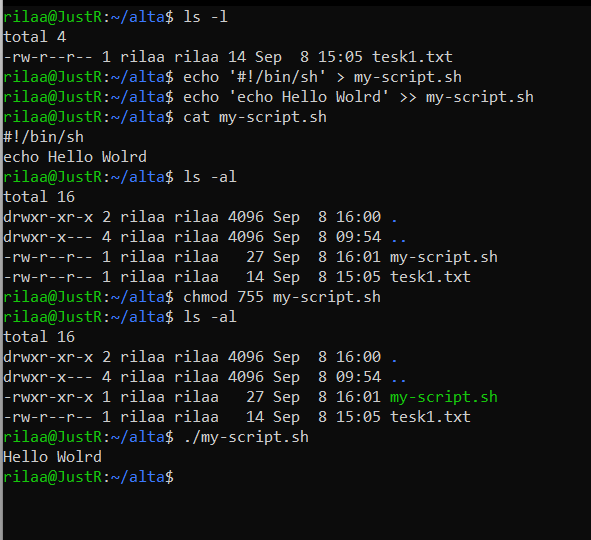 rilaa@JustR:~/alta$ ls -l
total 4
-rw-r--r-- 1 rilaa rilaa 14 Sep  8 15:05 tesk1.txt
rilaa@JustR:~/alta$ echo '#!/bin/sh' > my-script.sh
rilaa@JustR:~/alta$ echo 'echo Hello Wolrd' >> my-script.sh
rilaa@JustR:~/alta$ cat my-script.sh
#!/bin/sh
echo Hello Wolrd
rilaa@JustR:~/alta$ ls -al
total 16
drwxr-xr-x 2 rilaa rilaa 4096 Sep  8 16:00 .
drwxr-x--- 4 rilaa rilaa 4096 Sep  8 09:54 ..
-rw-r--r-- 1 rilaa rilaa   27 Sep  8 16:01 my-script.sh
-rw-r--r-- 1 rilaa rilaa   14 Sep  8 15:05 tesk1.txt
rilaa@JustR:~/alta$ chmod 755 my-script.sh
rilaa@JustR:~/alta$ ls -al
total 16
drwxr-xr-x 2 rilaa rilaa 4096 Sep  8 16:00 .
drwxr-x--- 4 rilaa rilaa 4096 Sep  8 09:54 ..
-rwxr-xr-x 1 rilaa rilaa   27 Sep  8 16:01 my-script.sh
-rw-r--r-- 1 rilaa rilaa   14 Sep  8 15:05 tesk1.txt
rilaa@JustR:~/alta$ ./my-script.sh
Hello Wolrd
rilaa@JustR:~/alta$